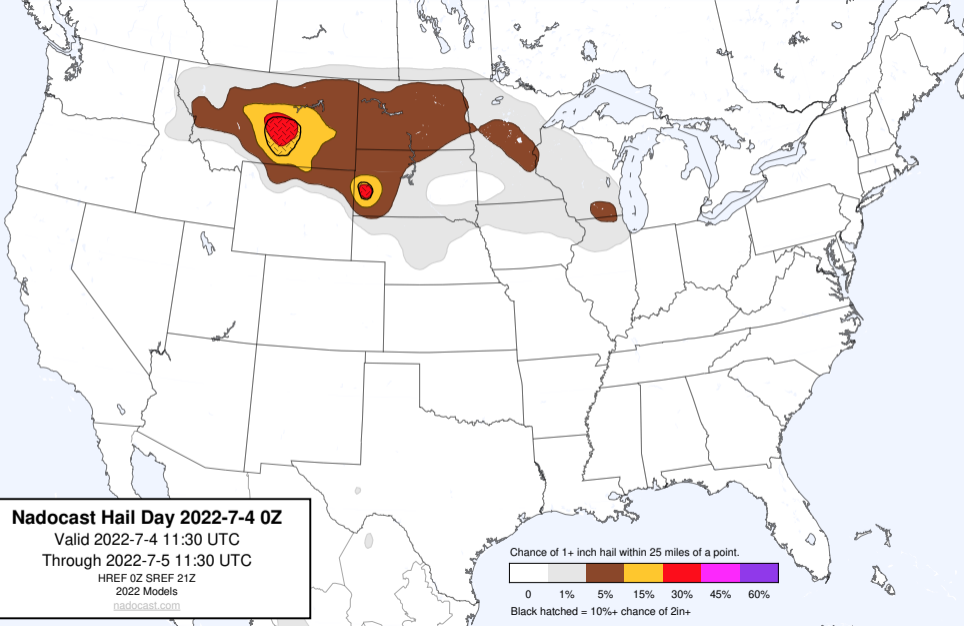 Nadocast Hail Day 2022-7-4 0Z
Valid 2022-7-4 11:30 UTC
Through 2022-7-5 11:30 UTC
HREF 0Z SREF 21Z
2022 Models
nadocast.com
Chance of 1+ inch hail within 25 miles of a point.
0 1% 5% 15% 30% 45% 60%
Black hatched = 10%+ chance of 2in+